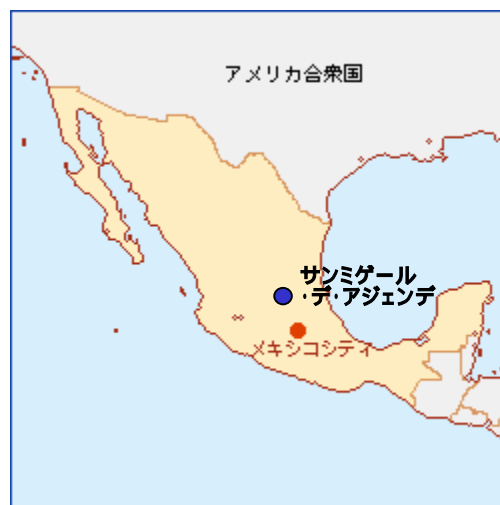 アメリカ合衆国
サンミゲール
・デ・アジェンデ
メキシコシティ